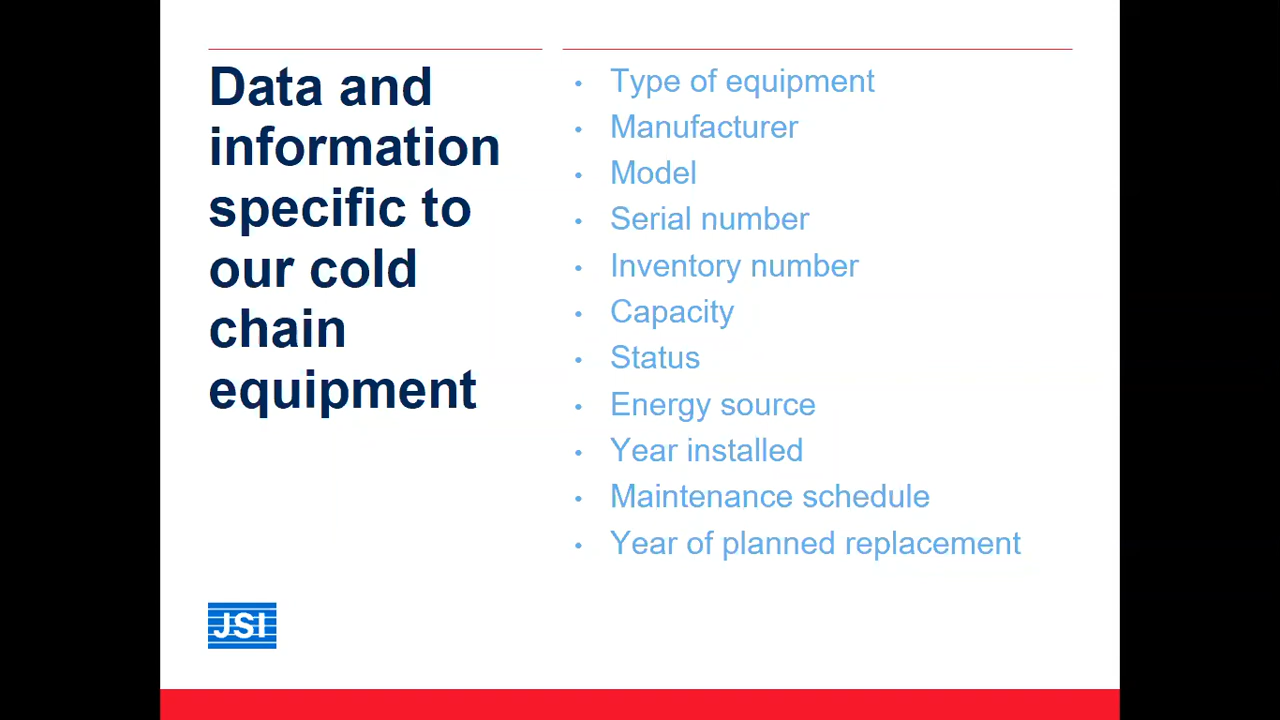 Data and
information
specific to
our cold
chain
equipment
• Type of equipment
• Manufacturer
• Model
• Serial number
• Inventory number
• Capacity
• Status
• Energy source
• Year installed
• Maintenance schedule
• Year of planned replacement
JSI